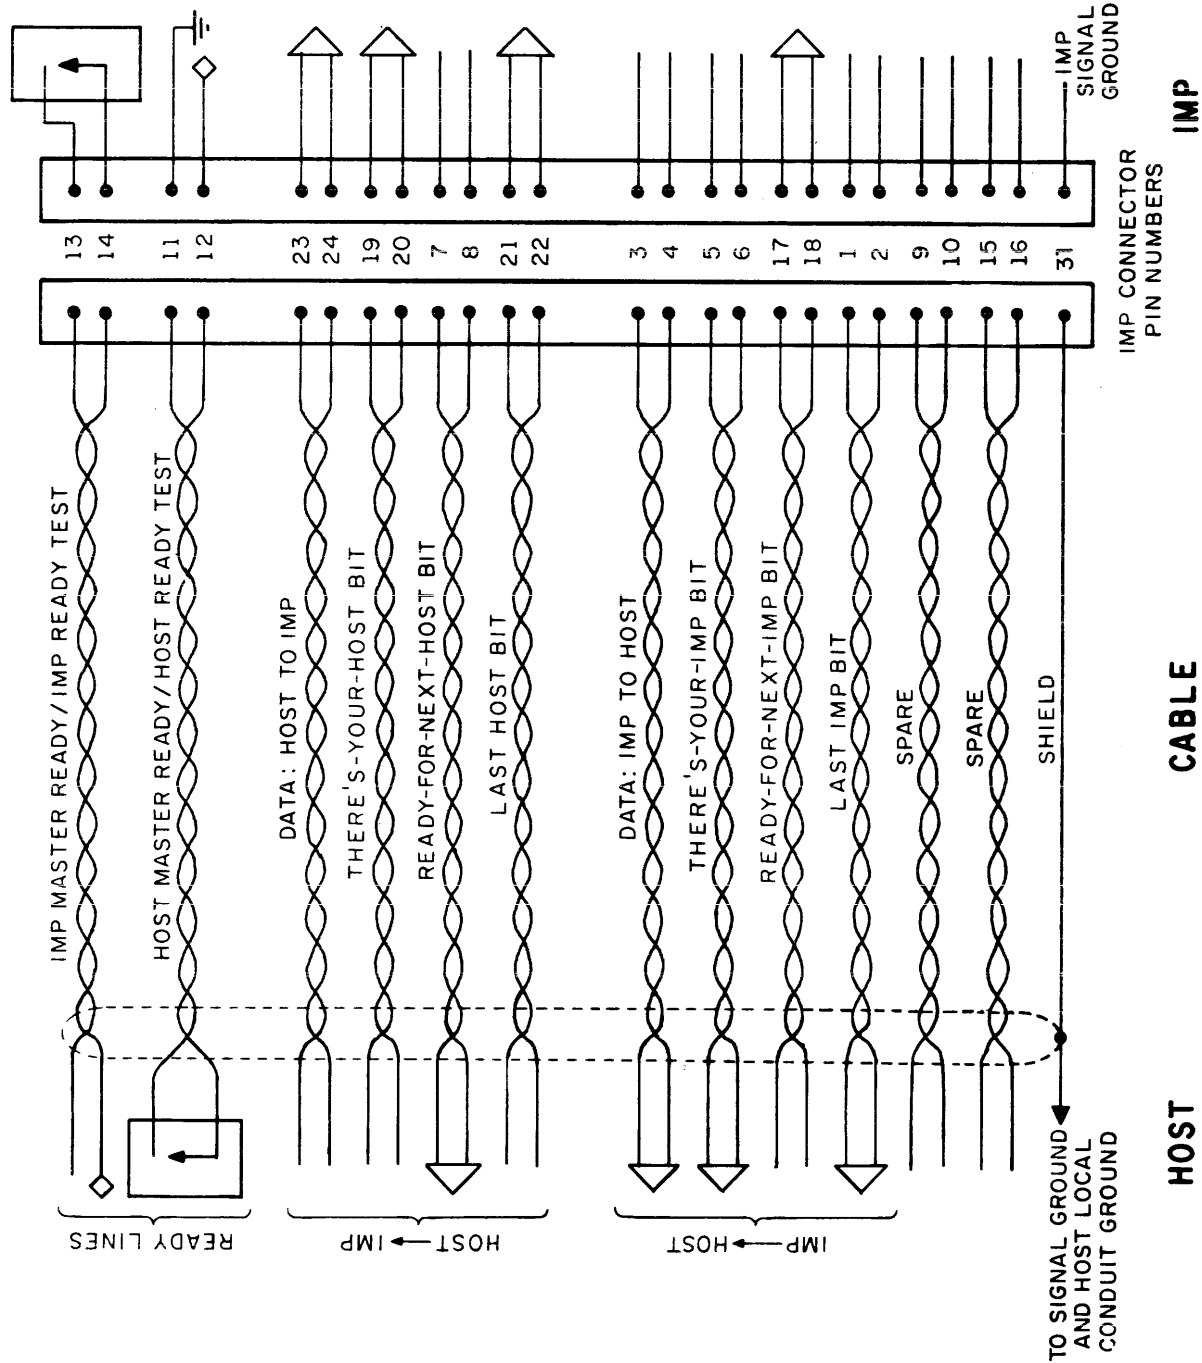 READY LINES
IMP MASTER READY/IMP READY TEST
13
14
HOST MASTER READY/HOST READY TEST
11
12
HOST→IMP
DATA: HOST TO IMP
23
24
THERE'S-YOUR-HOST BIT
19
20
READY-FOR-NEXT-HOST BIT
7
8
LAST HOST BIT
21
22
IMP→HOST
DATA: IMP TO HOST
3
4
THERE'S-YOUR-IMP BIT
5
6
READY-FOR-NEXT-IMP BIT
17
18
LAST IMP BIT
1
2
SPARE
9
10
SPARE
15
16
SHIELD
31
TO SIGNAL GROUND
AND HOST LOCAL
CONDUIT GROUND
IMP CONNECTOR
PIN NUMBERS
IMP
SIGNAL
GROUND
HOST
CABLE
IMP